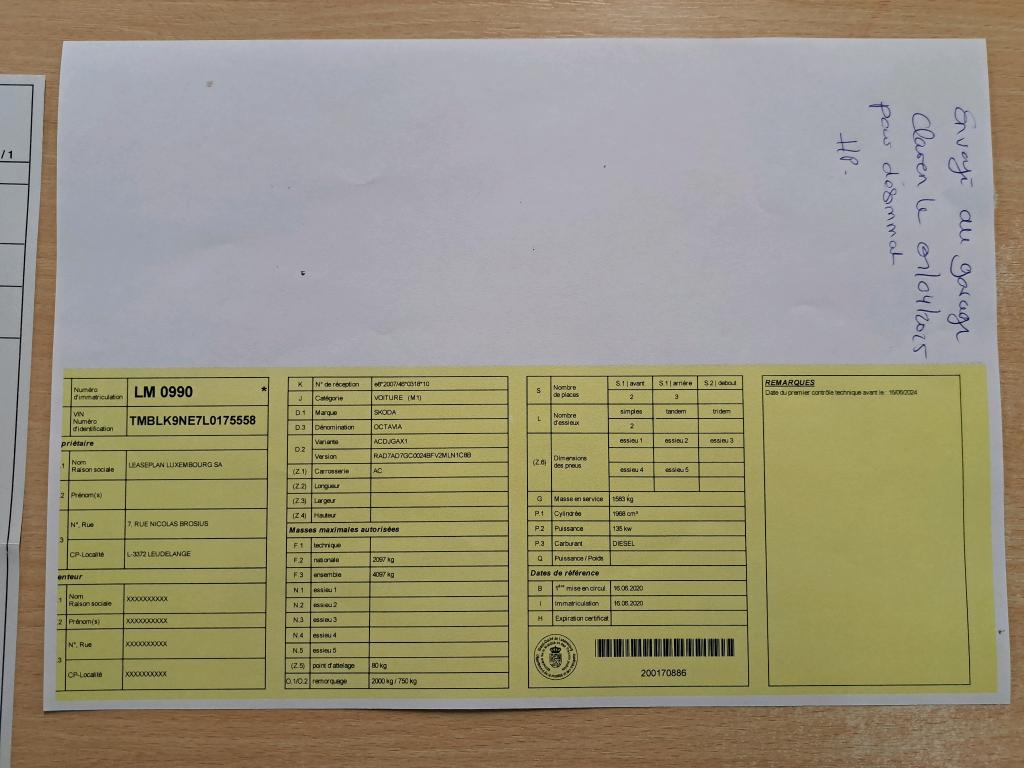 Envoyé au garage
Claren le 07/04/2025
pour désimmat
HP.
/1
Numéro d'immatriculation LM 0990 *
VIN Numéro d'identification TMBLK9NE7L0175558
priétaire
.1 Nom Raison sociale LEASEPLAN LUXEMBOURG SA
.2 Prénom(s)
.3 N°, Rue 7, RUE NICOLAS BROSIUS
CP-Localité L-3372 LEUDELANGE
enteur
.1 Nom Raison sociale XXXXXXXXXX
.2 Prénom(s) XXXXXXXXXX
.3 N°, Rue XXXXXXXXXX
CP-Localité XXXXXXXXXX
K N° de réception e8*2007/46*0318*10
J Catégorie VOITURE (M1)
D.1 Marque SKODA
D.3 Dénomination OCTAVIA
D.2 Variante ACDJGAX1
Version RAD7AD7GC0024BFV2MLN1C8B
(Z.1) Carrosserie AC
(Z.2) Longueur
(Z.3) Largeur
(Z.4) Hauteur
Masses maximales autorisées
F.1 technique
F.2 nationale 2097 kg
F.3 ensemble 4097 kg
N.1 essieu 1
N.2 essieu 2
N.3 essieu 3
N.4 essieu 4
N.5 essieu 5
(Z.5) point d'attelage 80 kg
O.1/O.2 remorquage 2000 kg / 750 kg
S Nombre de places S.1 | avant S.1 | arrière S.2 | debout
2 3
L Nombre d'essieux simples tandem tridem
2
(Z.6) Dimensions des pneus essieu 1 essieu 2 essieu 3
essieu 4 essieu 5
G Masse en service 1583 kg
P.1 Cylindrée 1968 cm³
P.2 Puissance 135 kw
P.3 Carburant DIESEL
Q Puissance / Poids
Dates de référence
B 1ère mise en circul 16.06.2020
I Immatriculation 16.06.2020
H Expiration certificat
200170886
REMARQUES
Date du premier contrôle technique avant le : 16/06/2024